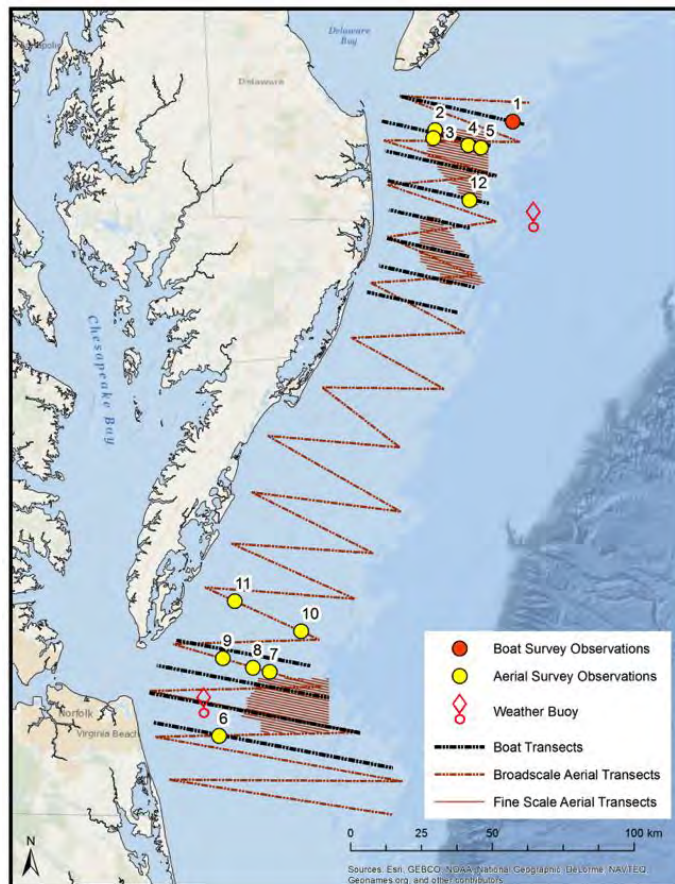 Delaware
Bay
Delaware
1
2
3
4
5
12
Chesapeake Bay
11
10
9
8
7
6
Norfolk
Virginia Beach
Boat Survey Observations
Aerial Survey Observations
Weather Buoy
Boat Transects
Broadscale Aerial Transects
Fine Scale Aerial Transects
N
0 25 50 100 km
Sources: Esri, GEBCO, NOAA, National Geographic, DeLorme, NAVTEQ,
Geonames.org, and other contributors